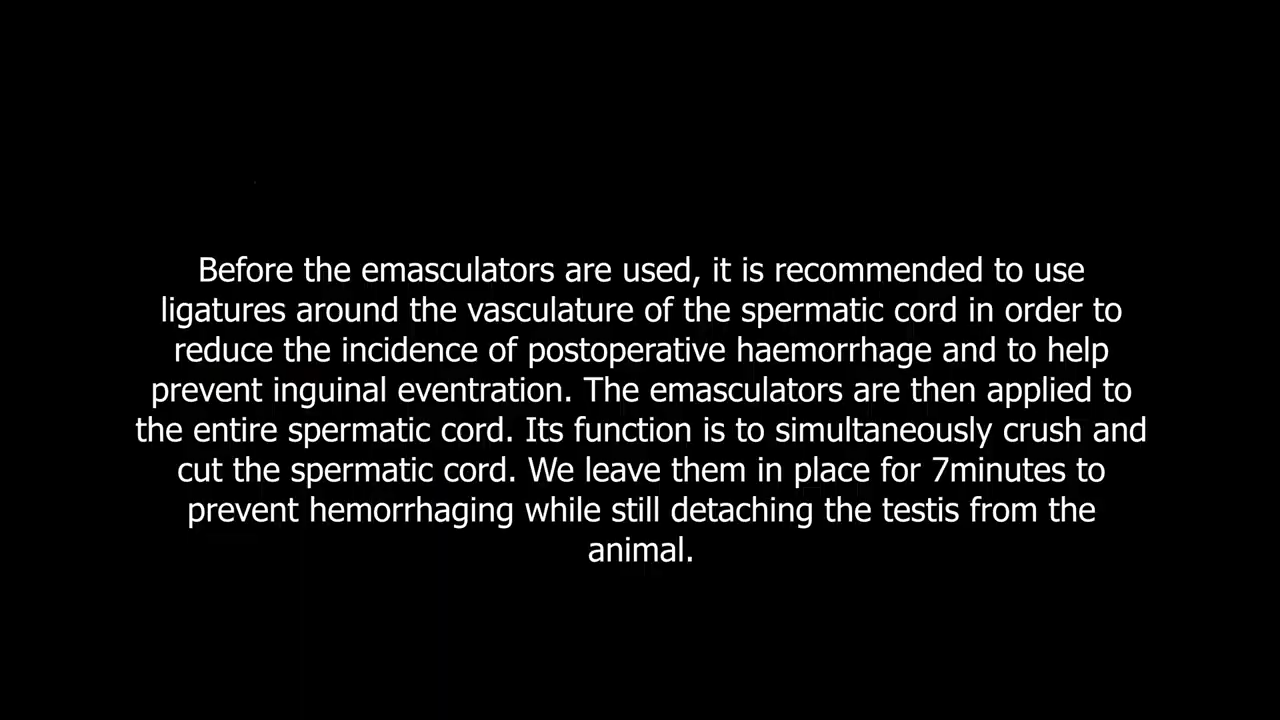 Before the emasculators are used, it is recommended to use
ligatures around the vasculature of the spermatic cord in order to
reduce the incidence of postoperative haemorrhage and to help
prevent inguinal eventration. The emasculators are then applied to
the entire spermatic cord. Its function is to simultaneously crush and
cut the spermatic cord. We leave them in place for 7minutes to
prevent hemorrhaging while still detaching the testis from the
animal.